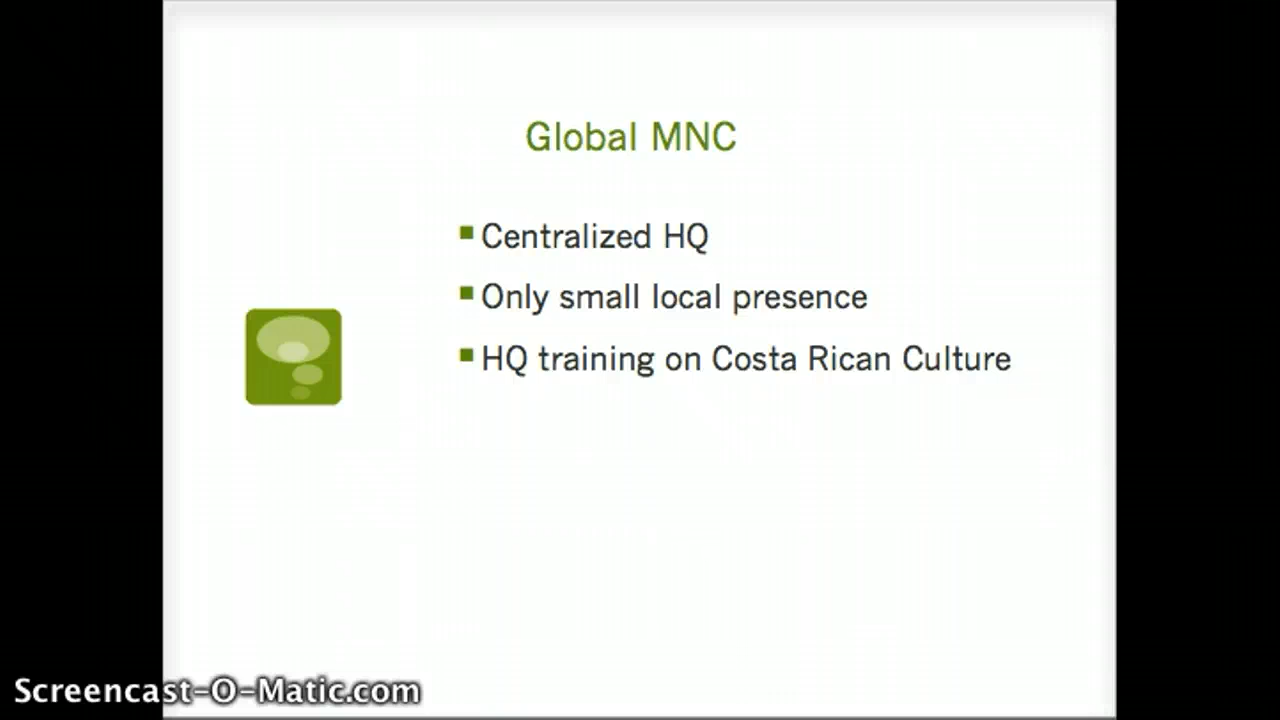 Global MNC
Centralized HQ
Only small local presence
HQ training on Costa Rican Culture
Screencast-O-Matic.com